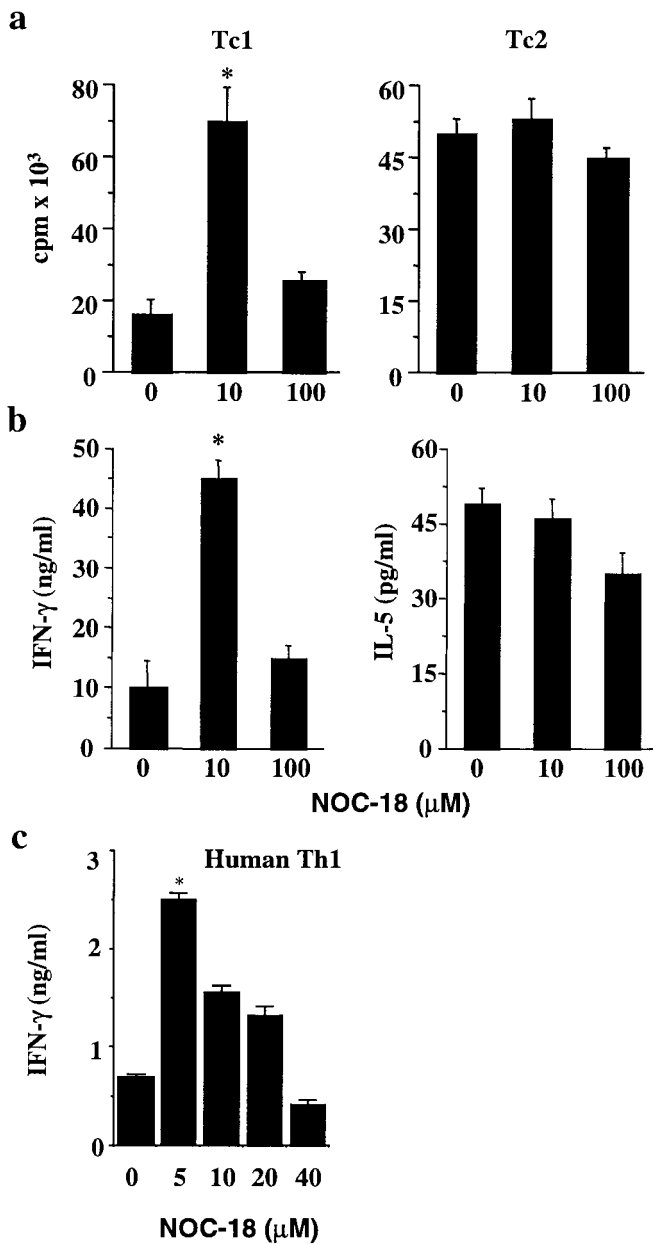 a
Tc1
Tc2
cpm x 10³
80
60
40
20
0
*
0 10 100
60
45
30
15
0
0 10 100
b
IFN-γ (ng/ml)
50
40
30
20
10
0
*
0 10 100
IL-5 (pg/ml)
60
45
30
15
0
0 10 100
NOC-18 (μM)
c
Human Th1
IFN-γ (ng/ml)
3
2
1
0
*
0 5 10 20 40
NOC-18 (μM)